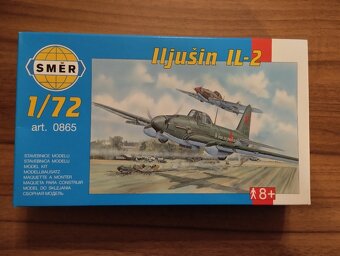 Iljušin IL-2
SMĚR
1/72
art. 0865
STAVEBNICE MODELU
STAVEBNICA MODELU
MODEL KIT
MODELLBAUSATZ
MAQUETTE A MONTER
MAQUETA PARA CONSTRUIR
MODEL DO SKLEJANIA
СБОРНАЯ МОДЕЛЬ
8+